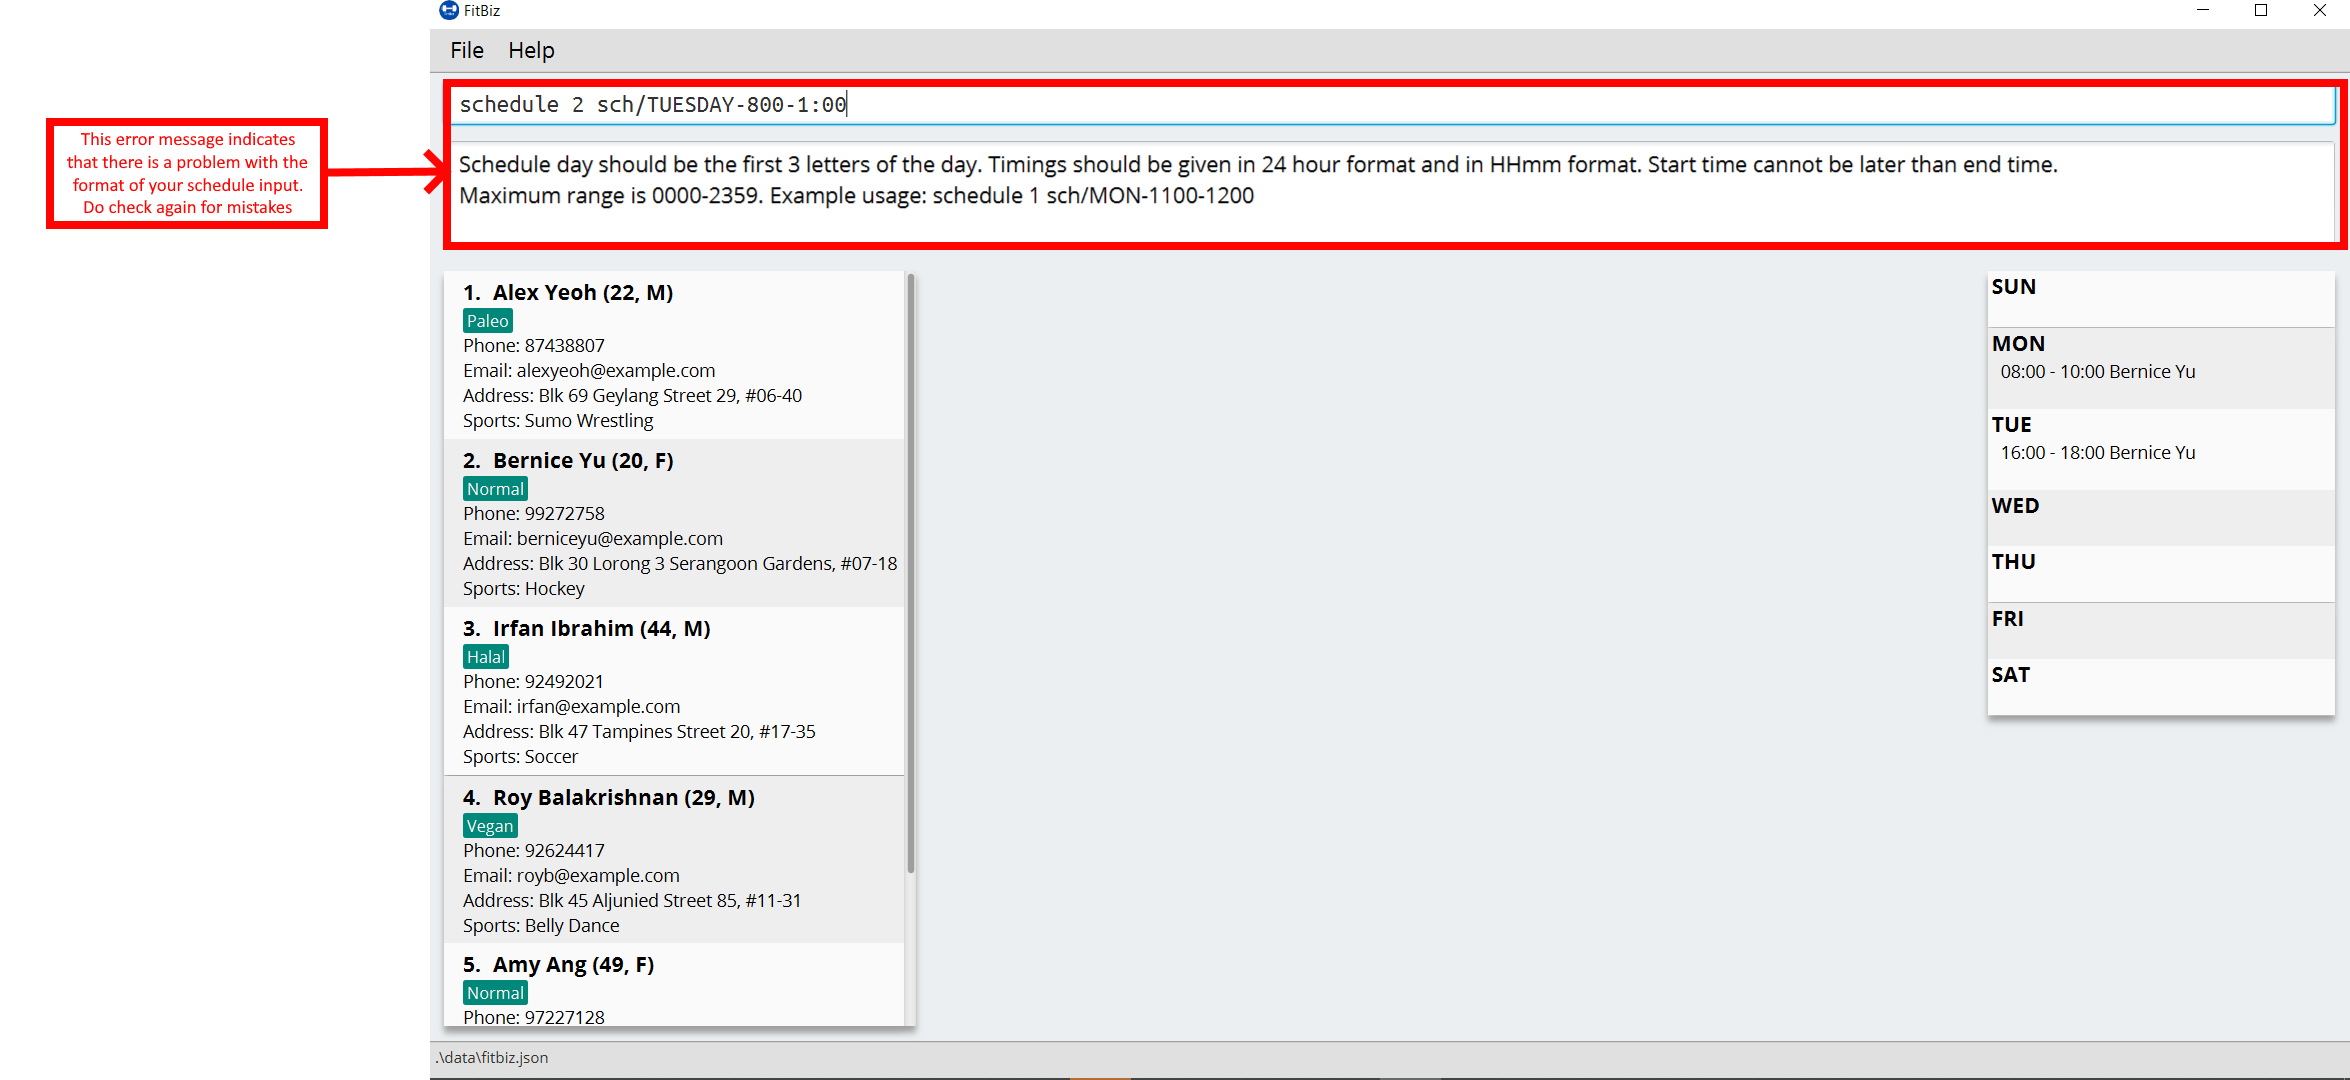 FitBiz
File Help
schedule 2 sch/TUESDAY-800-1:00
This error message indicates
that there is a problem with the
format of your schedule input.
Do check again for mistakes
Schedule day should be the first 3 letters of the day. Timings should be given in 24 hour format and in HHmm format. Start time cannot be later than end time.
Maximum range is 0000-2359. Example usage: schedule 1 sch/MON-1100-1200
1. Alex Yeoh (22, M)
Paleo
Phone: 87438807
Email: alexyeoh@example.com
Address: Blk 69 Geylang Street 29, #06-40
Sports: Sumo Wrestling
2. Bernice Yu (20, F)
Normal
Phone: 99272758
Email: berniceyu@example.com
Address: Blk 30 Lorong 3 Serangoon Gardens, #07-18
Sports: Hockey
3. Irfan Ibrahim (44, M)
Halal
Phone: 92492021
Email: irfan@example.com
Address: Blk 47 Tampines Street 20, #17-35
Sports: Soccer
4. Roy Balakrishnan (29, M)
Vegan
Phone: 92624417
Email: royb@example.com
Address: Blk 45 Aljunied Street 85, #11-31
Sports: Belly Dance
5. Amy Ang (49, F)
Normal
Phone: 97227128
SUN
MON
08:00 - 10:00 Bernice Yu
TUE
16:00 - 18:00 Bernice Yu
WED
THU
FRI
SAT
.\data\fitbiz.json